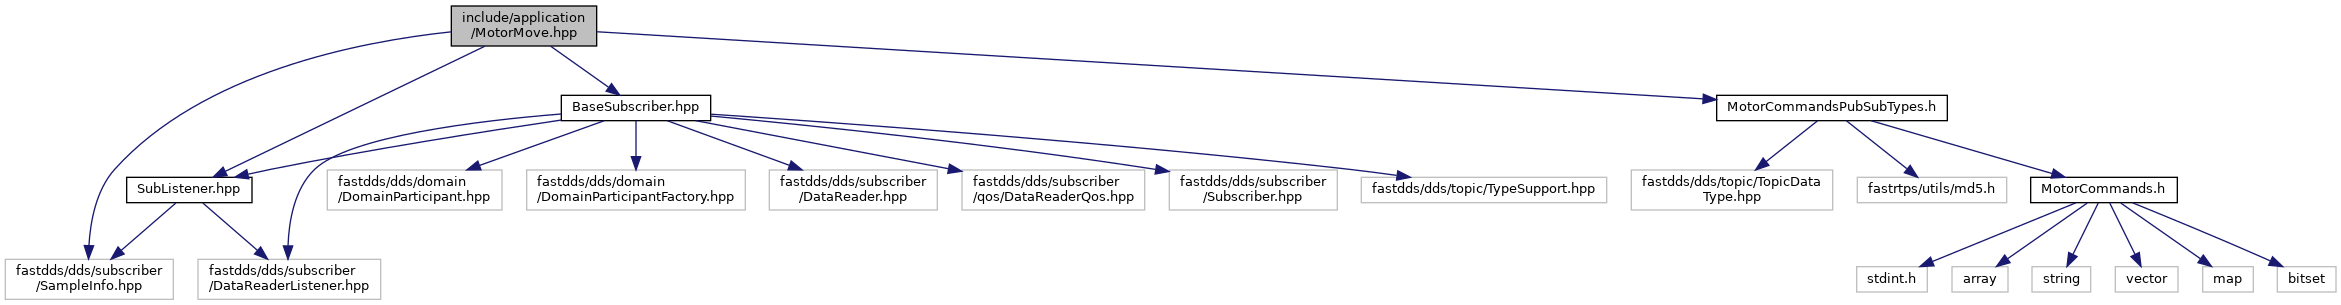 include/application
/MotorMove.hpp
BaseSubscriber.hpp
MotorCommandsPubSubTypes.h
SubListener.hpp
fastdds/dds/domain
/DomainParticipant.hpp
fastdds/dds/domain
/DomainParticipantFactory.hpp
fastdds/dds/subscriber
/DataReader.hpp
fastdds/dds/subscriber
/qos/DataReaderQos.hpp
fastdds/dds/subscriber
/Subscriber.hpp
fastdds/dds/topic/TypeSupport.hpp
fastdds/dds/topic/TopicData
Type.hpp
fastrtps/utils/md5.h
MotorCommands.h
fastdds/dds/subscriber
/SampleInfo.hpp
fastdds/dds/subscriber
/DataReaderListener.hpp
stdint.h
array
string
vector
map
bitset